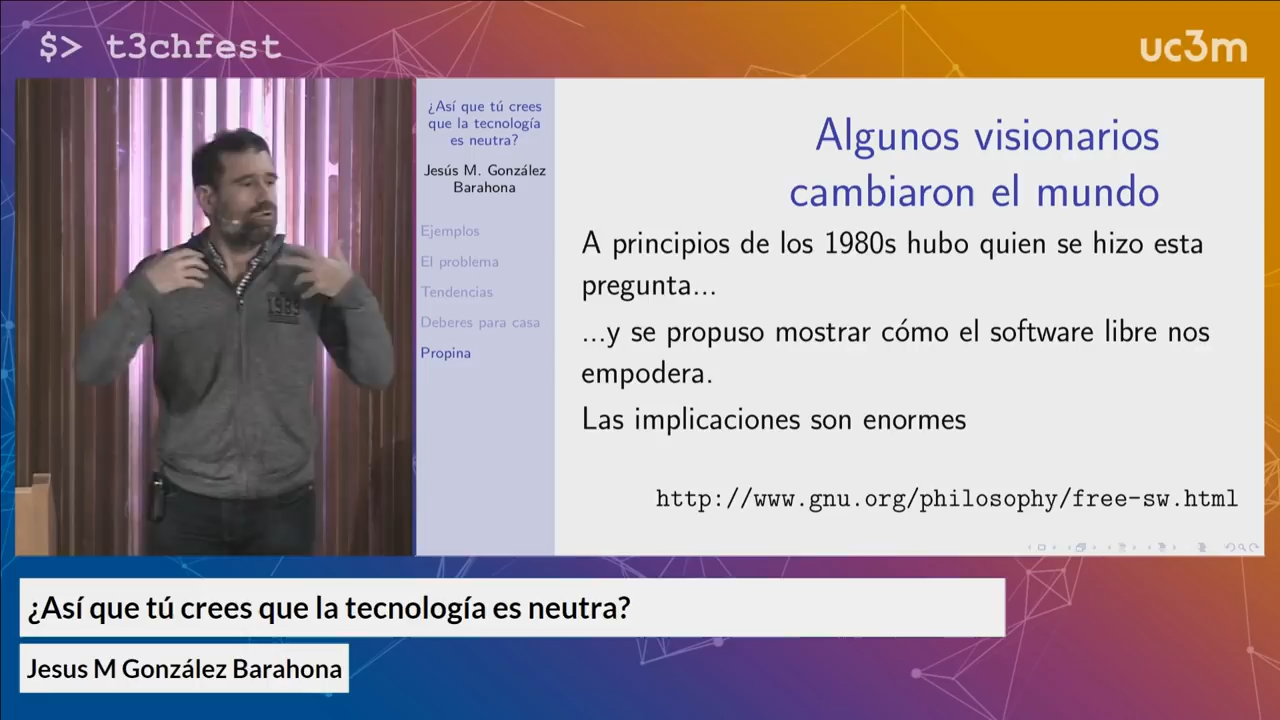 $> t3chfest
uc3m
¿Así que tú crees
que la tecnología
es neutra?
Jesús M. González
Barahona
Ejemplos
El problema
Tendencias
Deberes para casa
Propina
Algunos visionarios
cambiaron el mundo
A principios de los 1980s hubo quien se hizo esta
pregunta...
...y se propuso mostrar cómo el software libre nos
empodera.
Las implicaciones son enormes
http://www.gnu.org/philosophy/free-sw.html
1989
¿Así que tú crees que la tecnología es neutra?
Jesus M González Barahona